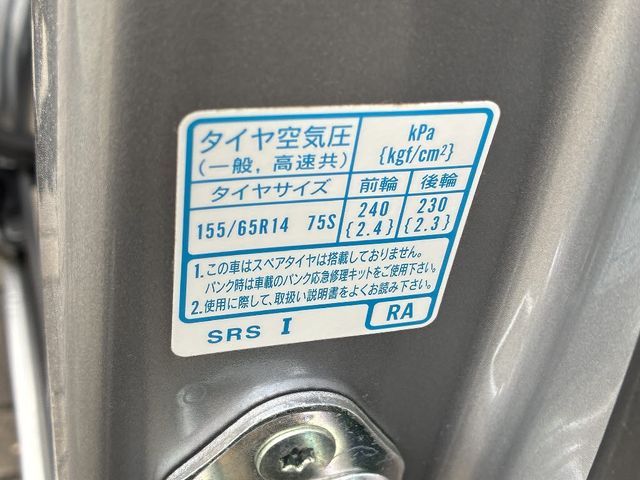 タイヤ空気圧
(一般, 高速共)
kPa
{kgf/cm²}
タイヤサイズ 前輪 後輪
155/65R14 75S 240 230
{2.4} {2.3}
1. この車はスペアタイヤは搭載しておりません。
パンク時は車載のパンク応急修理キットをご使用下さい。
2. 使用に際して、取扱い説明書をよくお読み下さい。
SRS I RA